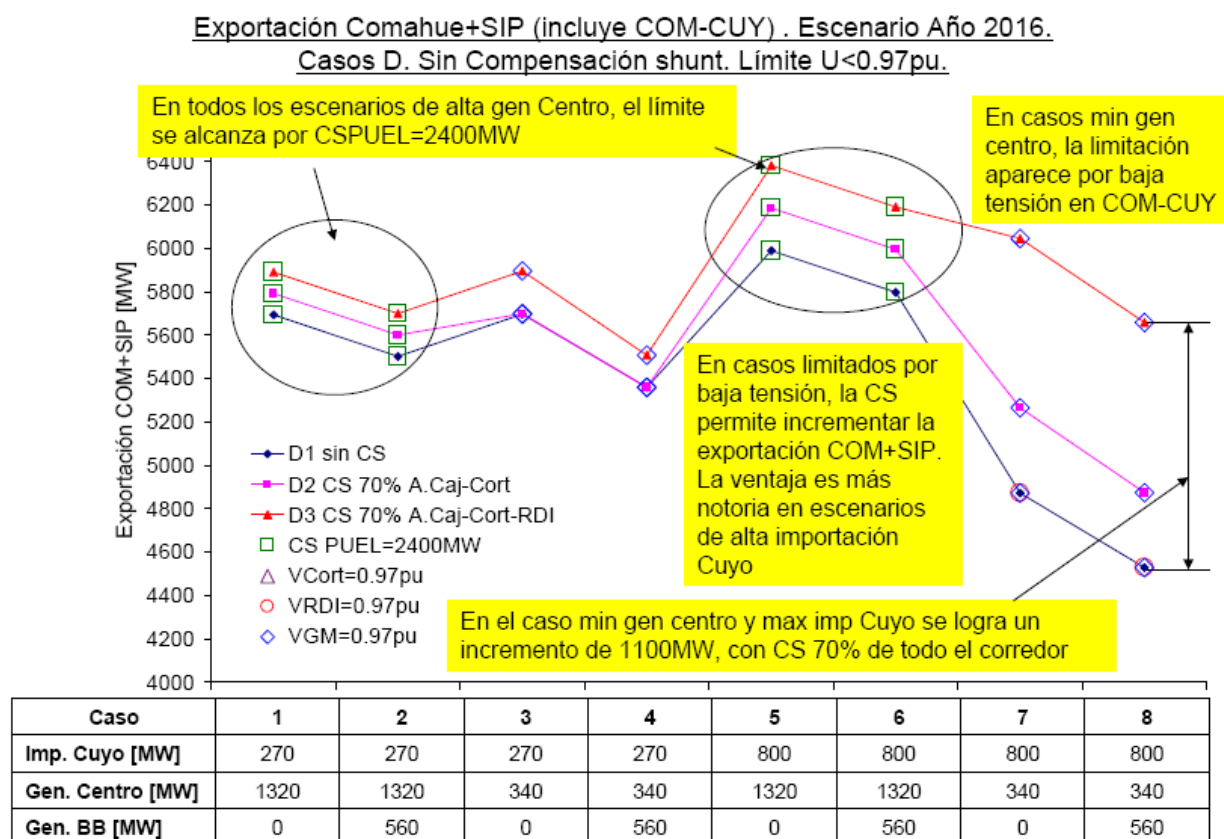 Exportación Comahue+SIP (incluye COM-CUY) . Escenario Año 2016.
Casos D. Sin Compensación shunt. Límite U<0.97pu.
En todos los escenarios de alta gen Centro, el límite
se alcanza por CSPUEL=2400MW
En casos min gen
centro, la limitación
aparece por baja
tensión en COM-CUY
Exportación COM+SIP [MW]
6400
6200
6000
5800
5600
5400
5200
5000
4800
4600
4400
4200
4000
En casos limitados por
baja tensión, la CS
permite incrementar la
exportación COM+SIP.
La ventaja es más
notoria en escenarios
de alta importación
Cuyo
D1 sin CS
D2 CS 70% A.Caj-Cort
D3 CS 70% A.Caj-Cort-RDI
CS PUEL=2400MW
VCort=0.97pu
VRDI=0.97pu
VGM=0.97pu
En el caso min gen centro y max imp Cuyo se logra un
incremento de 1100MW, con CS 70% de todo el corredor
Caso 1 2 3 4 5 6 7 8
Imp. Cuyo [MW] 270 270 270 270 800 800 800 800
Gen. Centro [MW] 1320 1320 340 340 1320 1320 340 340
Gen. BB [MW] 0 560 0 560 0 560 0 560